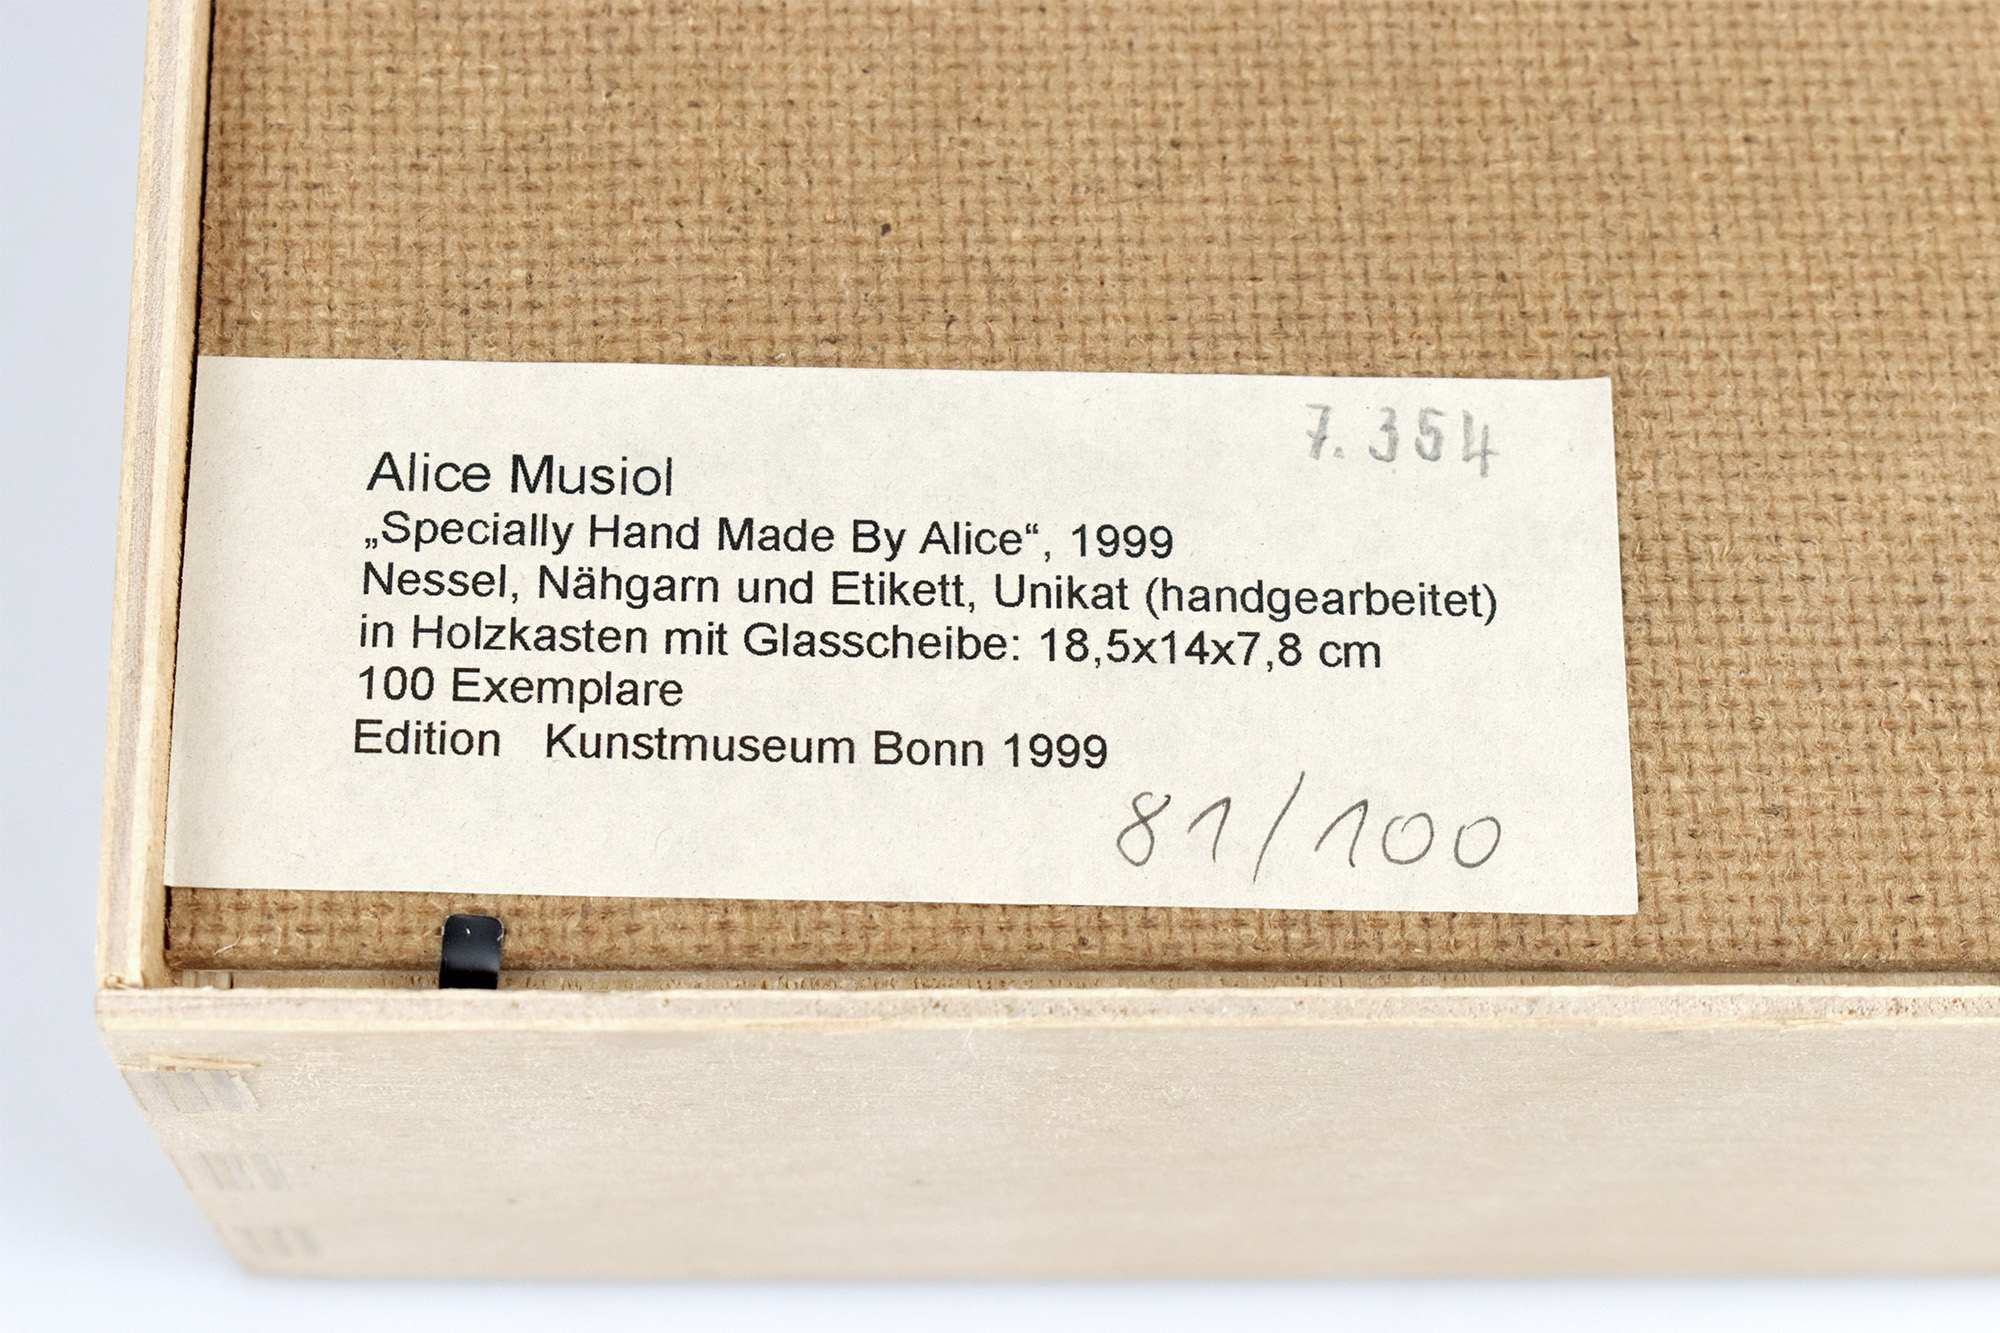 7.354
Alice Musiol
„Specially Hand Made By Alice“, 1999
Nessel, Nähgarn und Etikett, Unikat (handgearbeitet)
in Holzkasten mit Glasscheibe: 18,5x14x7,8 cm
100 Exemplare
Edition Kunstmuseum Bonn 1999
81/100